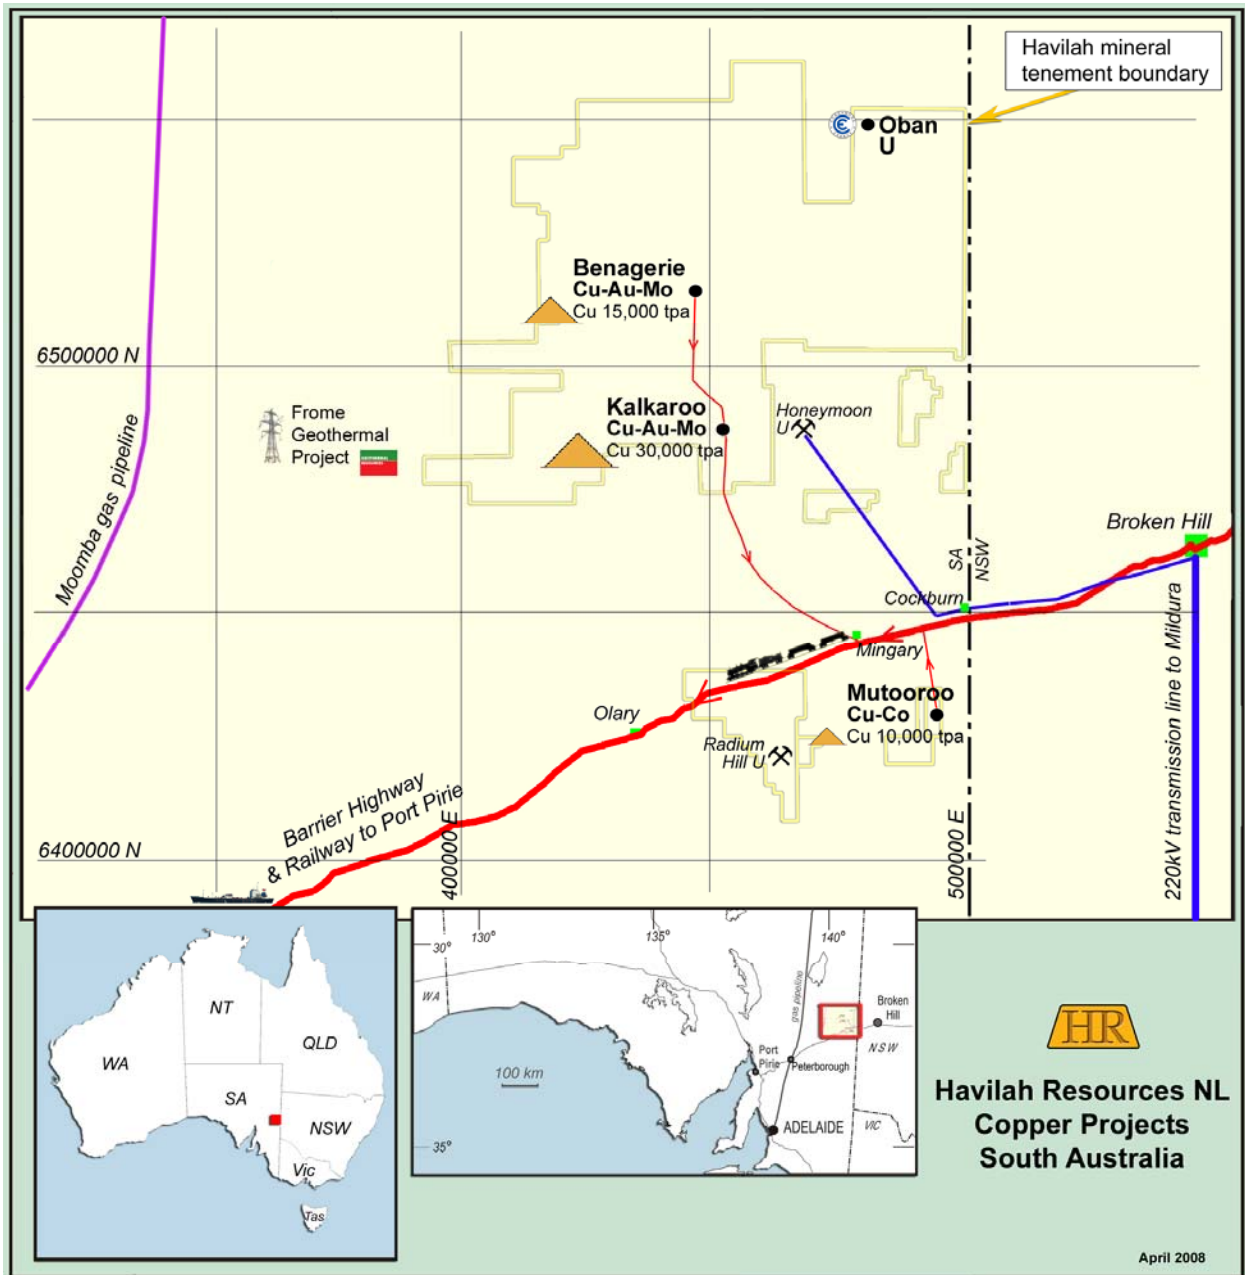 Havilah mineral
tenement boundary
Oban
U
Benagerie
Cu-Au-Mo
Cu 15,000 tpa
6500000 N
Moomba gas pipeline
Frome
Geothermal
Project
Kalkaroo
Cu-Au-Mo
Cu 30,000 tpa
Honeymoon
U
Broken Hill
SA
NSW
Cockburn
Mingary
220kV transmission line to Mildura
Mutooroo
Cu-Co
Cu 10,000 tpa
Olary
Radium
Hill U
Barrier Highway
& Railway to Port Pirie
6400000 N
400000 E
500000 E
WA
NT
QLD
SA
NSW
Vic
Tas
130°
135°
140°
30°
WA
gas pipeline
Broken
Hill
NSW
Port
Pirie
Peterborough
100 km
ADELAIDE
VIC
35°
HR
Havilah Resources NL
Copper Projects
South Australia
April 2008